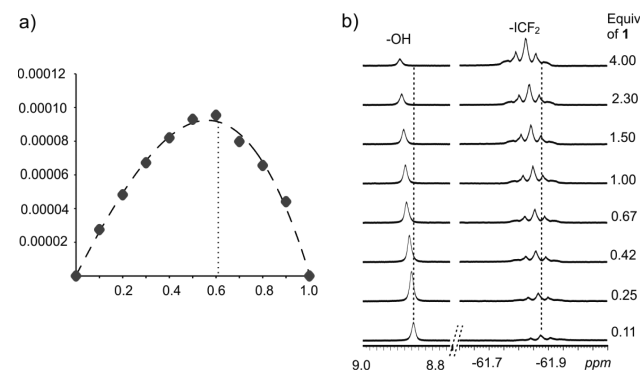 a)
0.00012
0.00010
0.00008
0.00006
0.00004
0.00002
0.2 0.4 0.6 0.8 1.0
b)
-OH
-ICF2
Equiv
of 1
4.00
2.30
1.50
1.00
0.67
0.42
0.25
0.11
9.0 8.8 -61.7 -61.9 ppm